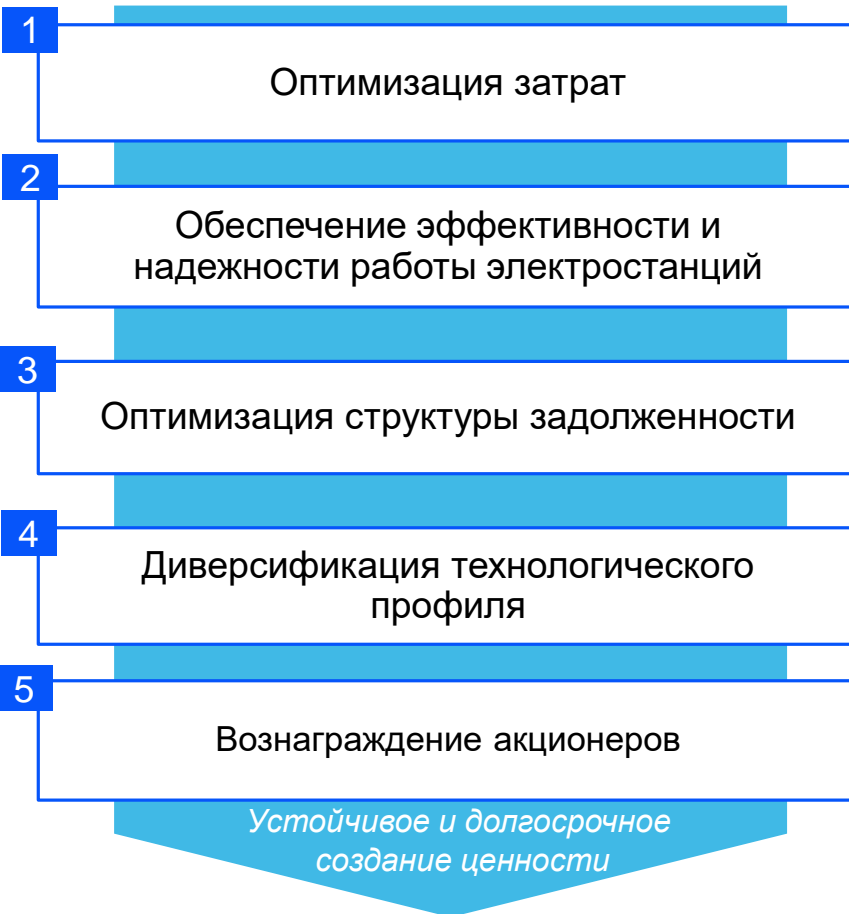 1
Оптимизация затрат
2
Обеспечение эффективности и
надежности работы электростанций
3
Оптимизация структуры задолженности
4
Диверсификация технологического
профиля
5
Вознаграждение акционеров
Устойчивое и долгосрочное
создание ценности